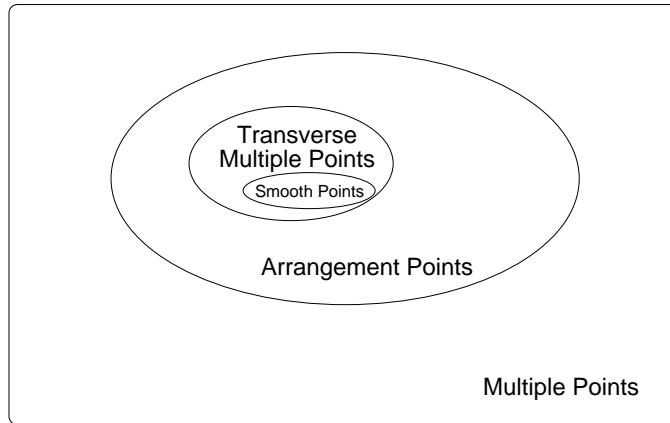 Transverse
Multiple Points
Smooth Points
Arrangement Points
Multiple Points